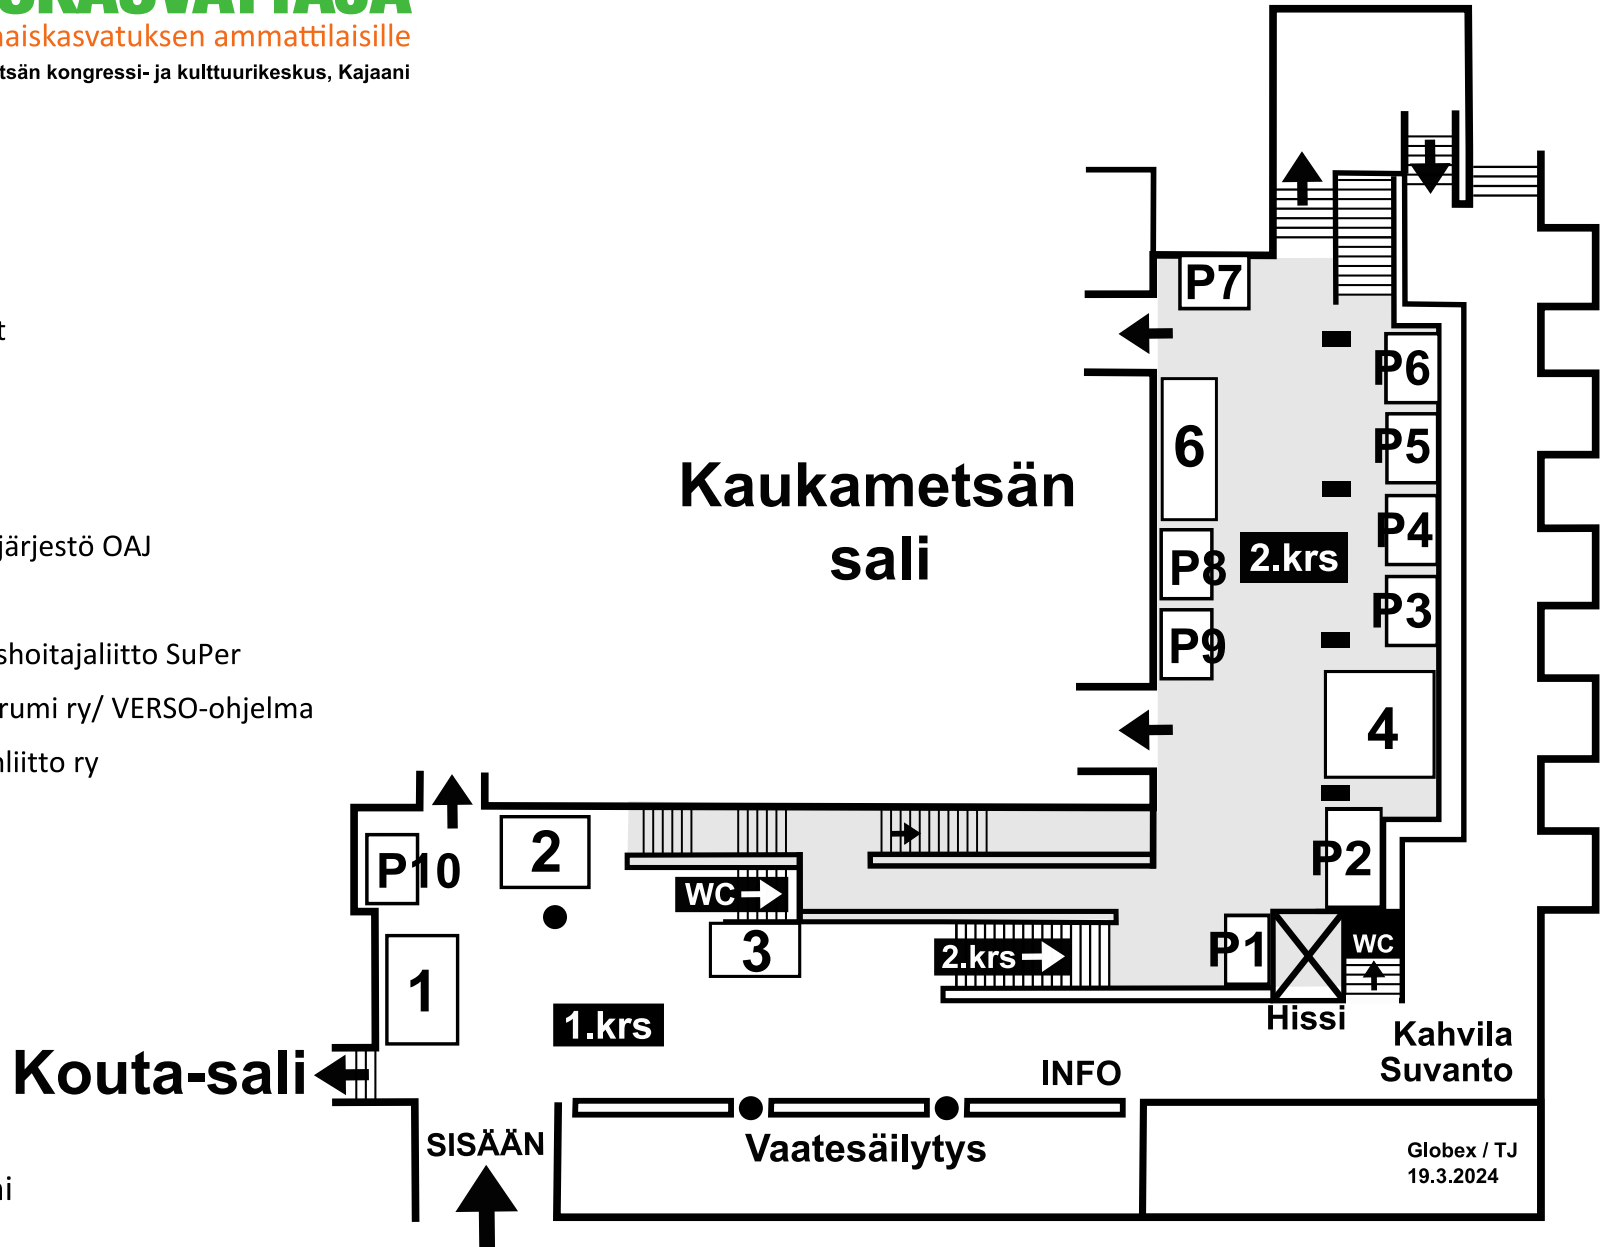 aiskasvatuksen ammattilaisille
tsän kongressi- ja kulttuurikeskus, Kajaani
t
järjestö OAJ
shoitajaliitto SuPer
rumi ry/ VERSO-ohjelma
liitto ry
ni
P7
P6
P5
P4
P3
6
P8
P9
2.krs
4
Kaukametsän
sali
P10
2
P2
WC
3
2.krs
P1
WC
1
1.krs
Hissi
Kahvila
Suvanto
Kouta-sali
INFO
SISÄÄN
Vaatesäilytys
Globex / TJ
19.3.2024